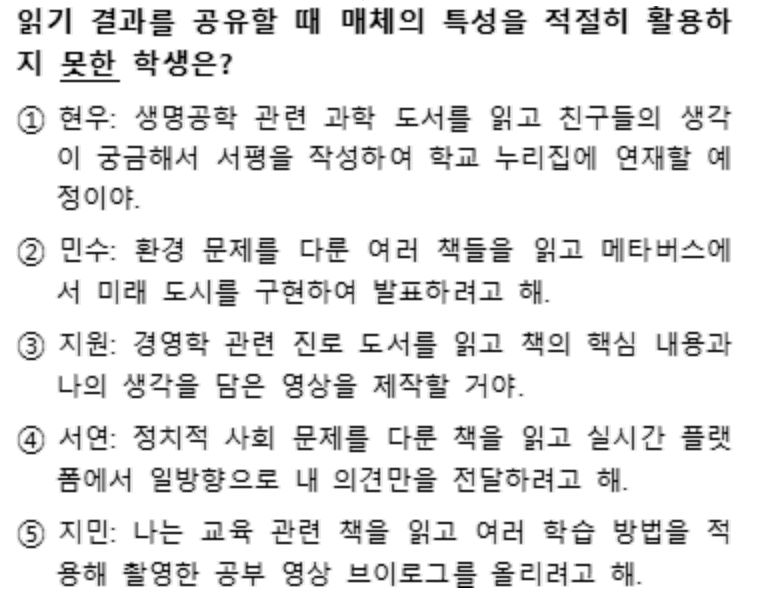 읽기 결과를 공유할 때 매체의 특성을 적절히 활용하
지 못한 학생은?
① 현우: 생명공학 관련 과학 도서를 읽고 친구들의 생각
이 궁금해서 서평을 작성하여 학교 누리집에 연재할 예
정이야.
② 민수: 환경 문제를 다룬 여러 책들을 읽고 메타버스에
서 미래 도시를 구현하여 발표하려고 해.
③ 지원: 경영학 관련 진로 도서를 읽고 책의 핵심 내용과
나의 생각을 담은 영상을 제작할 거야.
④ 서연: 정치적 사회 문제를 다룬 책을 읽고 실시간 플랫
폼에서 일방향으로 내 의견만을 전달하려고 해.
⑤ 지민: 나는 교육 관련 책을 읽고 여러 학습 방법을 적
용해 촬영한 공부 영상 브이로그를 올리려고 해.